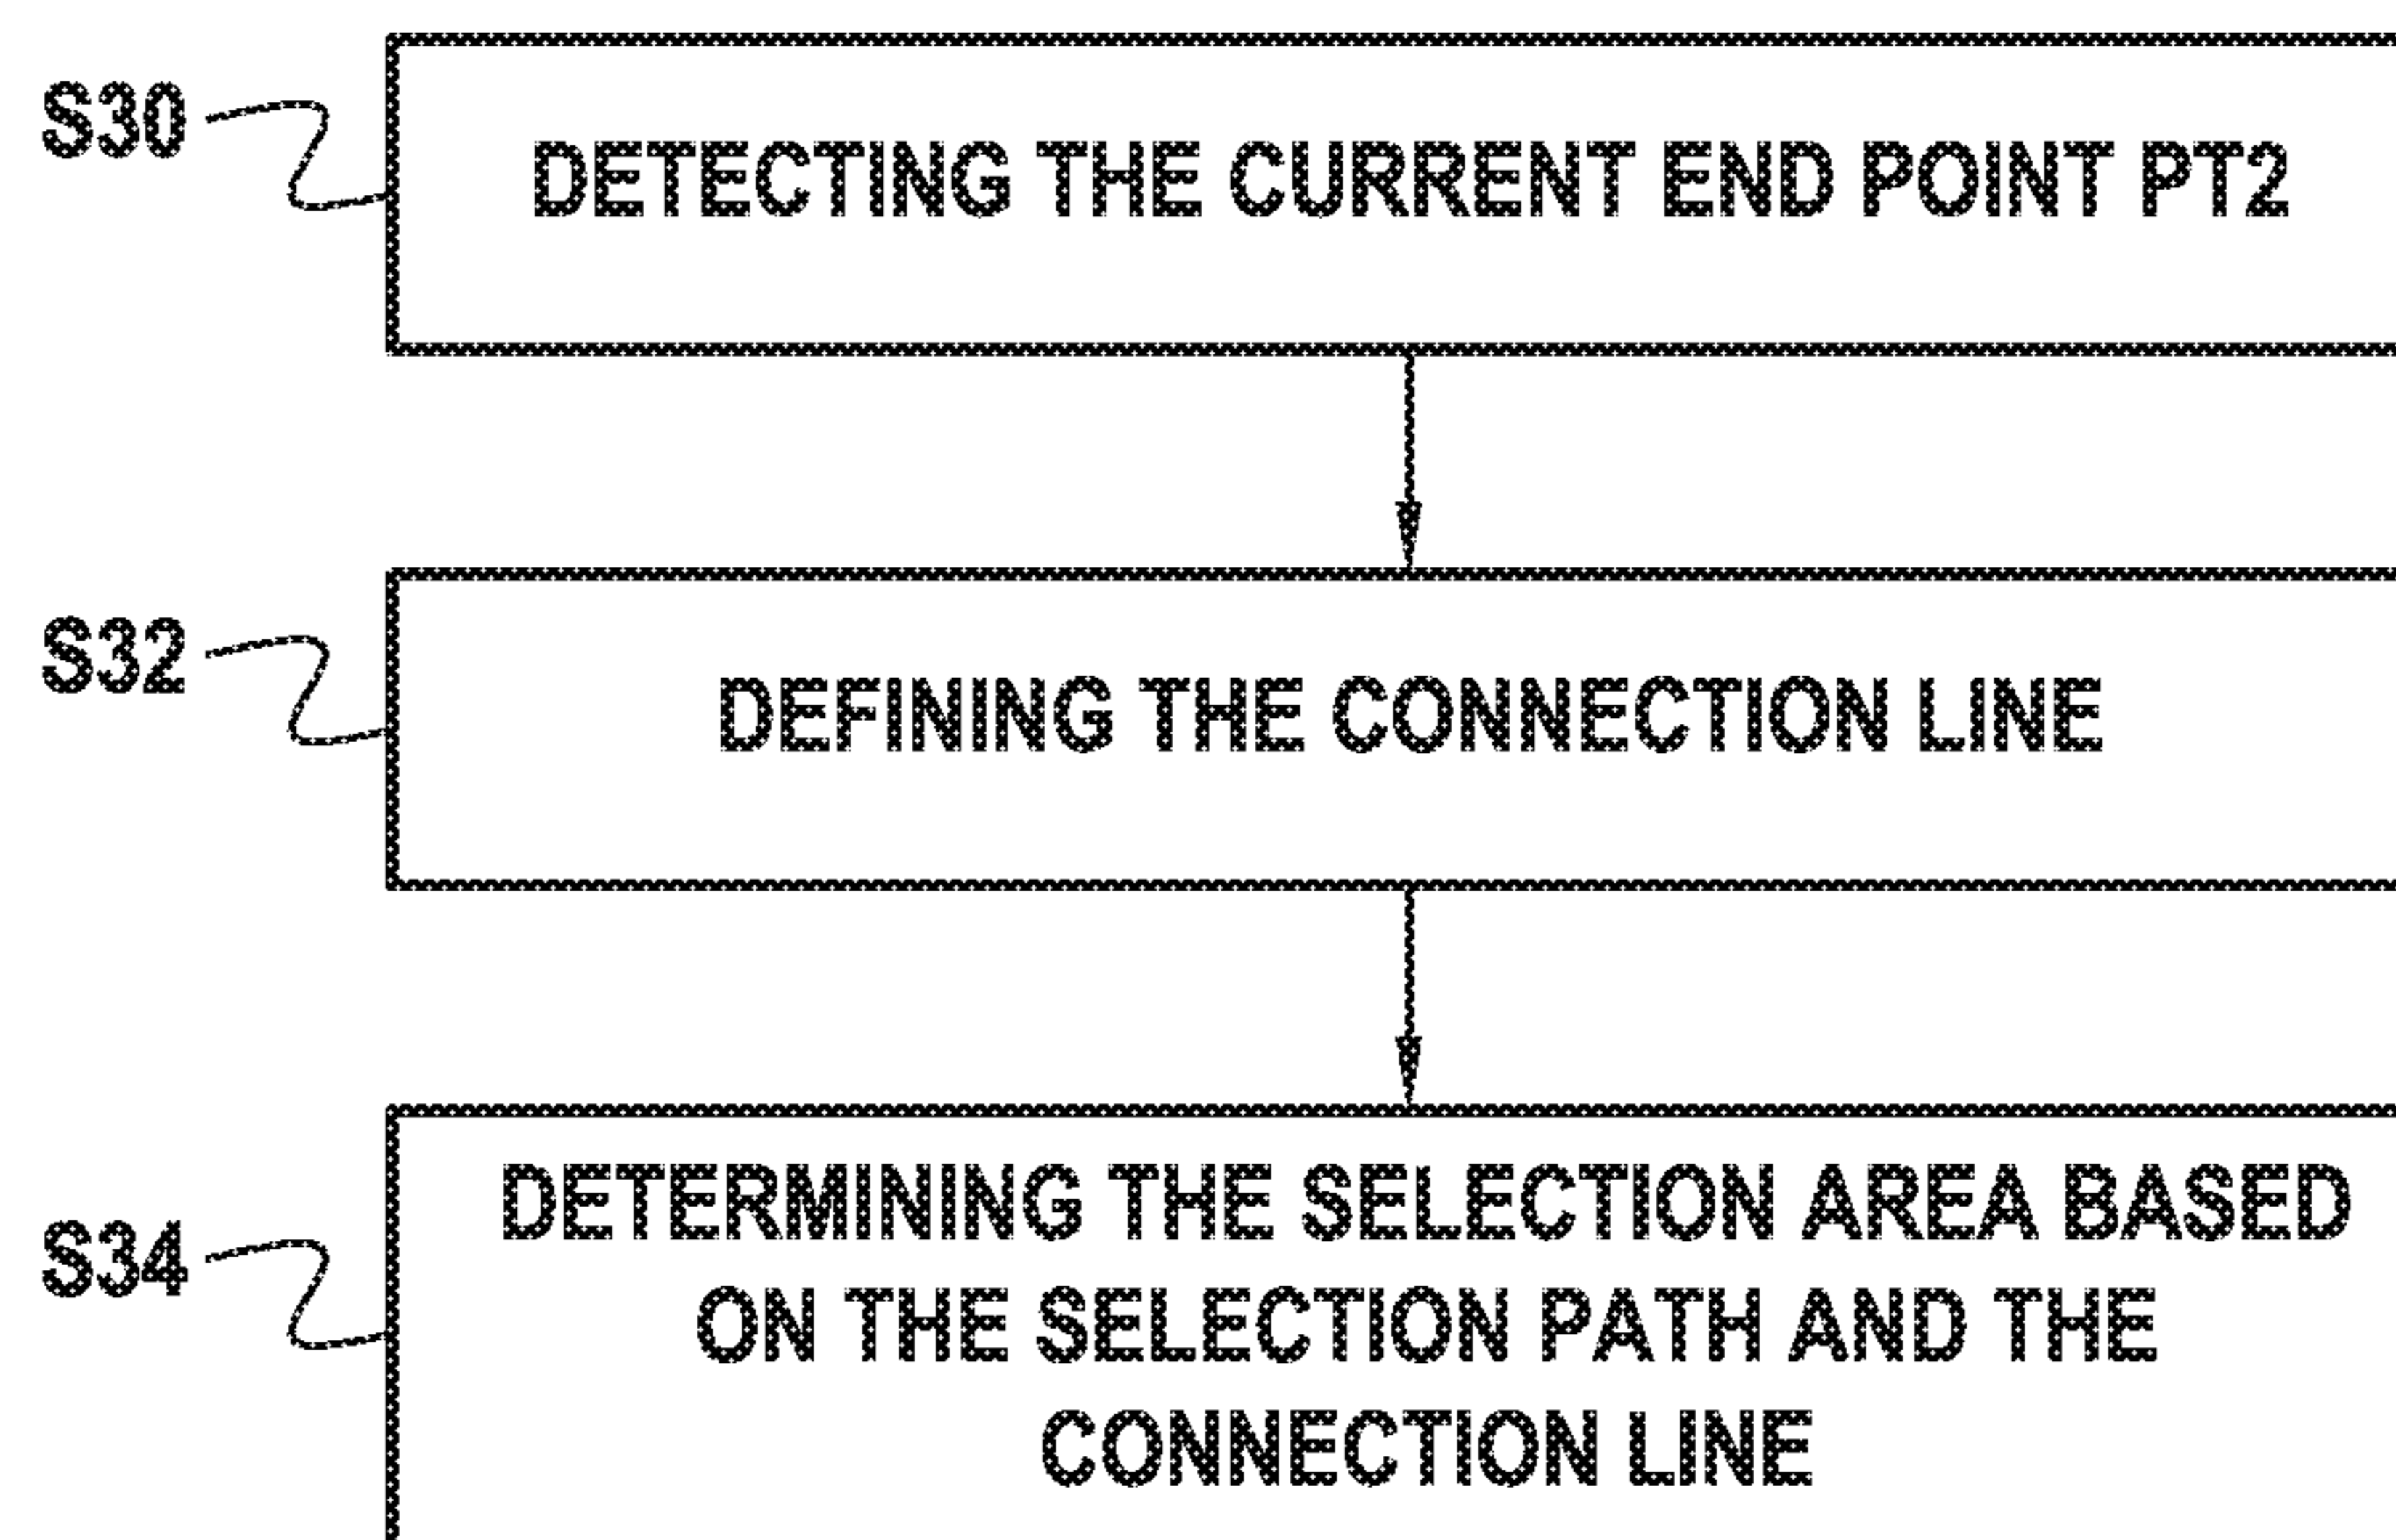 S30
DETECTING THE CURRENT END POINT PT2
S32
DEFINING THE CONNECTION LINE
S34
DETERMINING THE SELECTION AREA BASED
ON THE SELECTION PATH AND THE
CONNECTION LINE